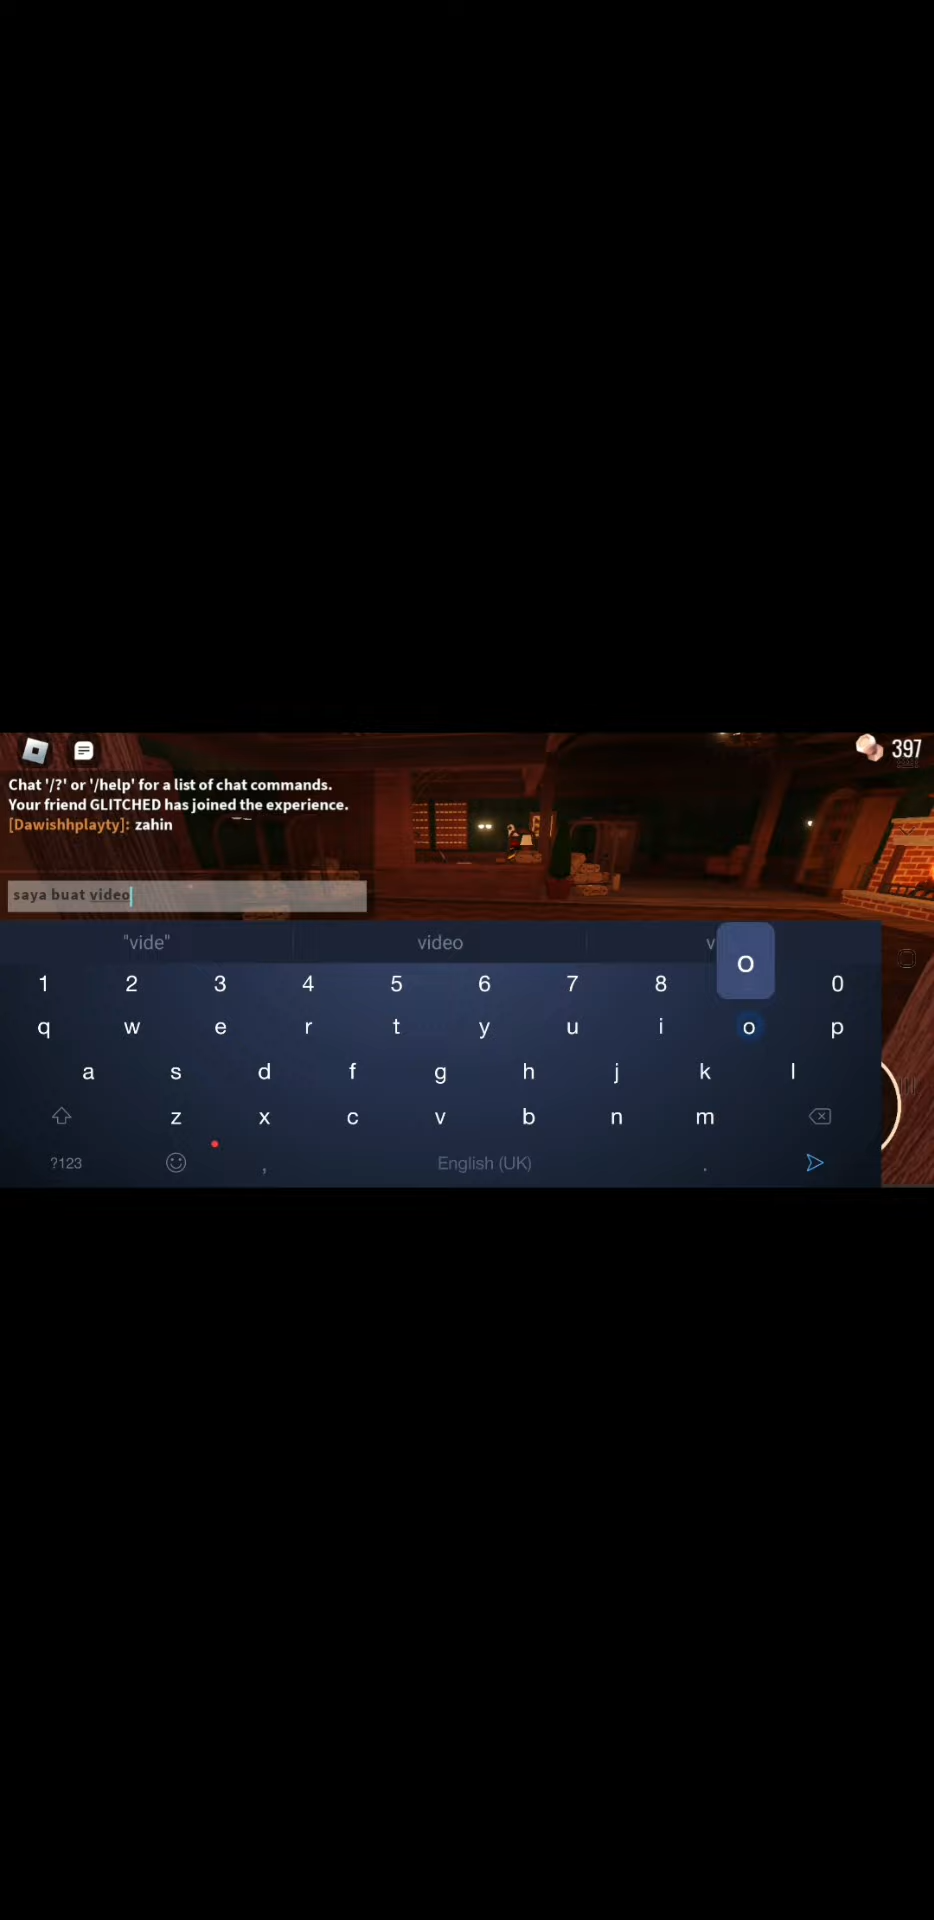 397
Chat '/?' or '/help' for a list of chat commands.
Your friend GLITCHED has joined the experience.
[Dawishhplayty]: zahin
saya buat video
"vide" video v
o
1 2 3 4 5 6 7 8 0
q w e r t y u i o p
a s d f g h j k l
z x c v b n m
?123 , English (UK) .